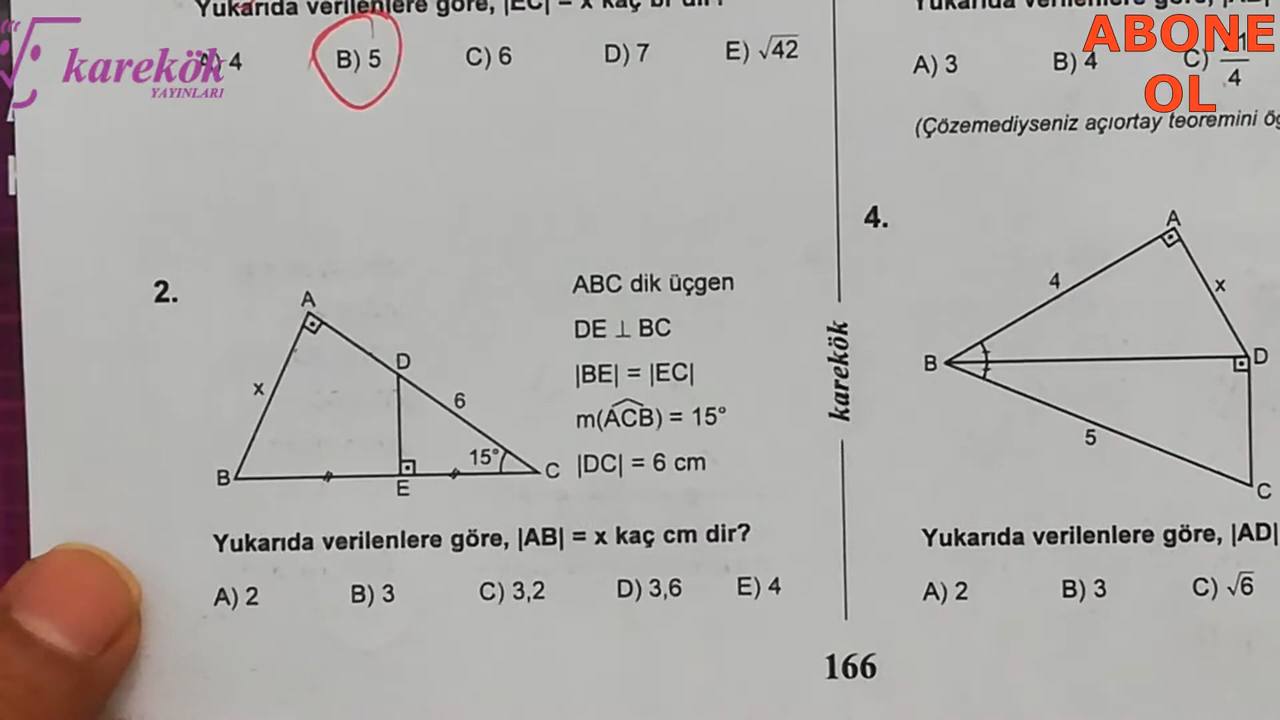 Yukarıda verilenlere göre, |EC| = x kaç br dir?
A) 4 B) 5 C) 6 D) 7 E) √42
karekök
YAYINLARI
2.
A
D
x
6
15°
B
E
C
ABC dik üçgen
DE ⊥ BC
|BE| = |EC|
m(ACB) = 15°
|DC| = 6 cm
Yukarıda verilenlere göre, |AB| = x kaç cm dir?
A) 2 B) 3 C) 3,2 D) 3,6 E) 4
karekök
166
ABONE
OL
A) 3 B) 4 C)
4
(Çözemediyseniz açıortay teoremini
4.
A
4
x
B
D
5
C
Yukarıda verilenlere göre, |AD|
A) 2 B) 3 C) √6